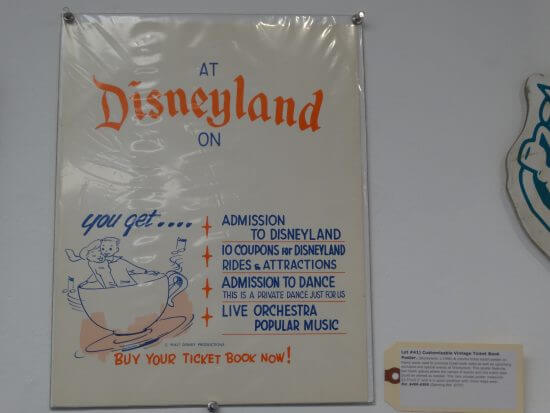 AT
Disneyland
ON
you get....
ADMISSION
TO DISNEYLAND
10 COUPONS for DISNEYLAND
RIDES & ATTRACTIONS
ADMISSION TO DANCE
THIS IS A PRIVATE DANCE JUST FOR US
LIVE ORCHESTRA
POPULAR MUSIC
© WALT DISNEY PRODUCTIONS
BUY YOUR TICKET BOOK NOW!
Lot #41) Customizable Vintage Ticket Book
Poster.